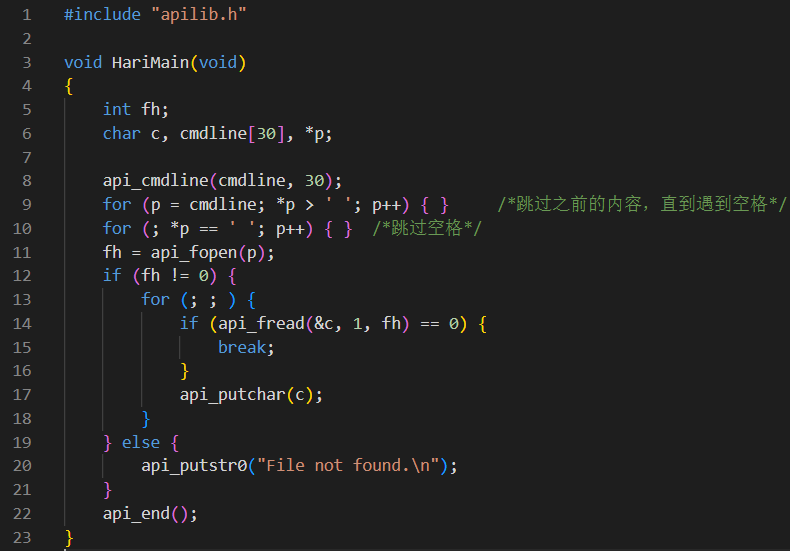 1 #include "apilib.h"
2
3 void HariMain(void)
4 {
5     int fh;
6     char c, cmdline[30], *p;
7
8     api_cmdline(cmdline, 30);
9     for (p = cmdline; *p > ' '; p++) { }     /*跳过之前的内容，直到遇到空格*/
10     for (; *p == ' '; p++) { }  /*跳过空格*/
11     fh = api_fopen(p);
12     if (fh != 0) {
13         for (; ; ) {
14             if (api_fread(&c, 1, fh) == 0) {
15                 break;
16             }
17             api_putchar(c);
18         }
19     } else {
20         api_putstr0("File not found.\n");
21     }
22     api_end();
23 }